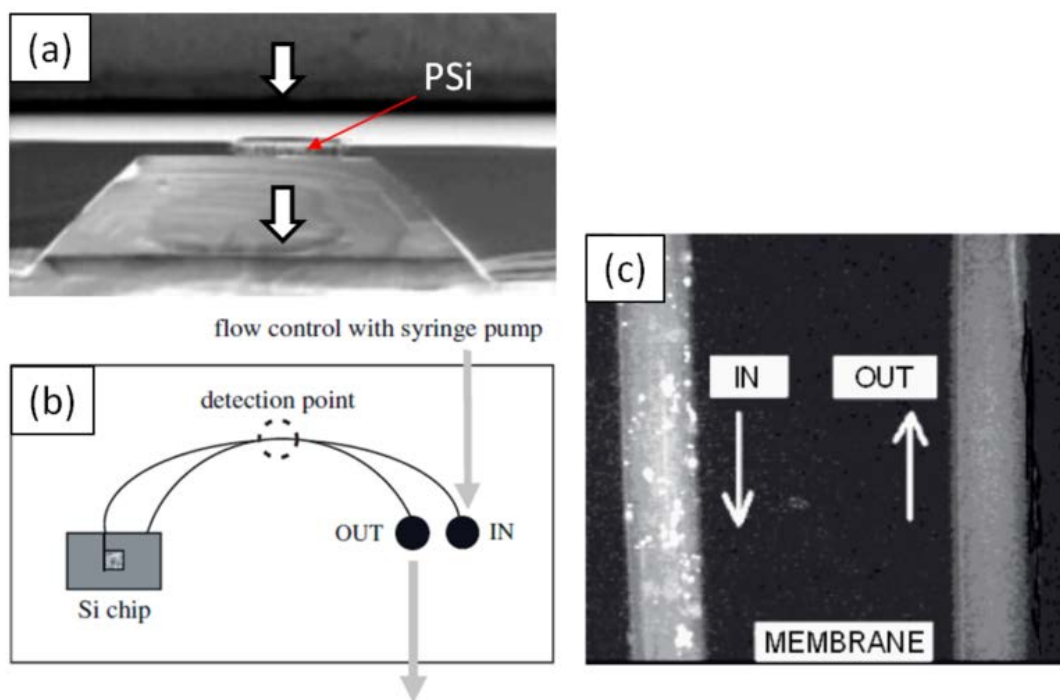 (a)
PSi
flow control with syringe pump
(b)
detection point
OUT
IN
Si chip
(c)
IN
OUT
MEMBRANE